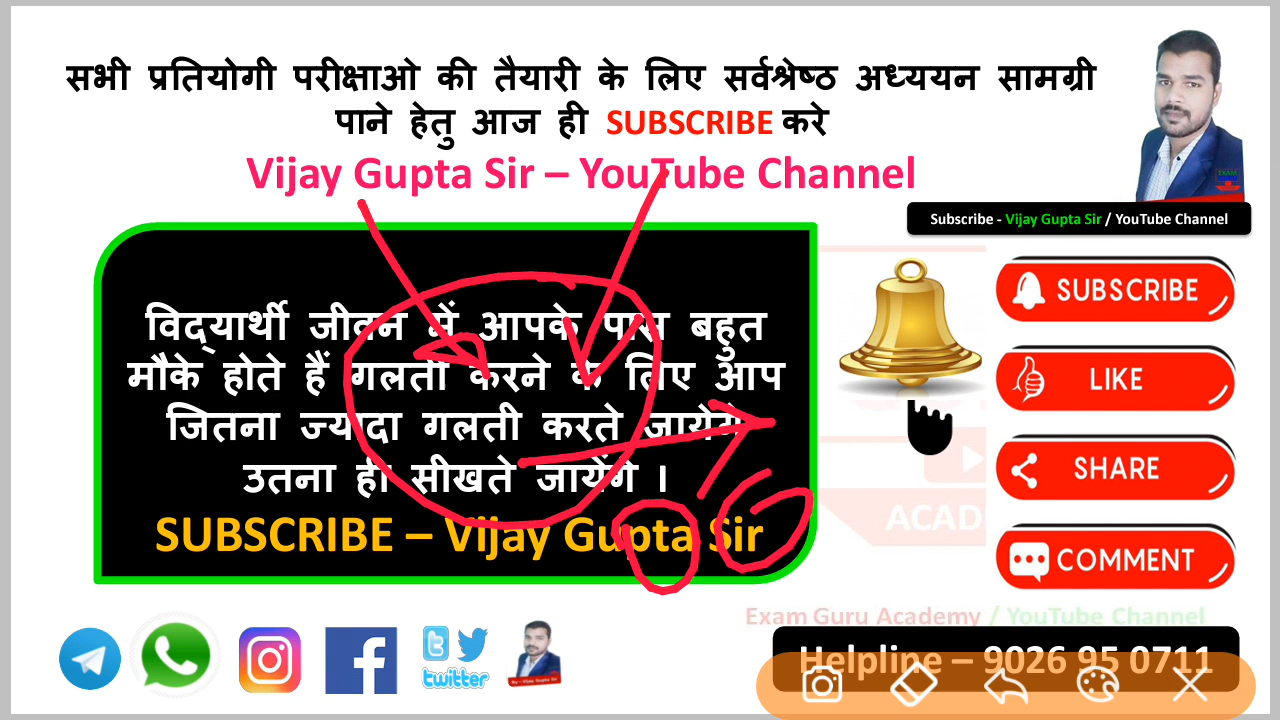 सभी प्रतियोगी परीक्षाओ की तैयारी के लिए सर्वश्रेष्ठ अध्ययन सामग्री
पाने हेतु आज ही SUBSCRIBE करे
Vijay Gupta Sir – YouTube Channel
EXAM
Subscribe - Vijay Gupta Sir / YouTube Channel
विद्यार्थी जीवन में आपके पास बहुत
मौके होते हैं गलती करने के लिए आप
जितना ज्यादा गलती करते जायेंगे
उतना ही सीखते जायेंगे ।
SUBSCRIBE – Vijay Gupta Sir
SUBSCRIBE
LIKE
SHARE
COMMENT
ACAD
Exam Guru Academy / YouTube Channel
twitter
Helpline – 9026 95 0711